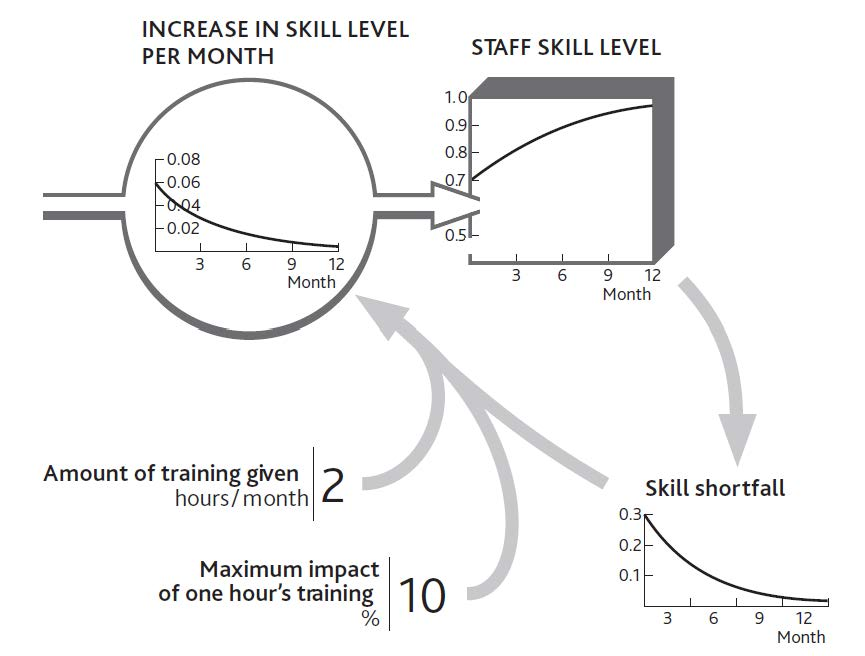 INCREASE IN SKILL LEVEL
PER MONTH
STAFF SKILL LEVEL
0.08
0.06
0.04
0.02
3 6 9 12
Month
1.0
0.9
0.8
0.7
0.5
3 6 9 12
Month
Amount of training given
hours/month
2
Maximum impact
of one hour's training
%
10
Skill shortfall
0.3
0.2
0.1
3 6 9 12
Month